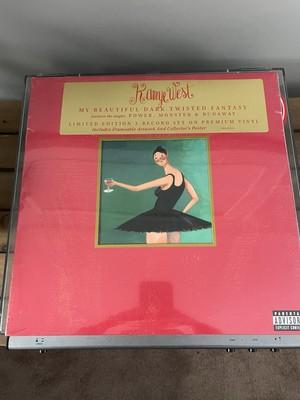 Kanye West
MY BEAUTIFUL DARK TWISTED FANTASY
Features the singles POWER, MONSTER & RUNAWAY
LIMITED EDITION 3-RECORD SET ON PREMIUM VINYL
Includes Frameable Artwork And Collector's Poster
PARENTAL
ADVISORY
EXPLICIT CONTENT